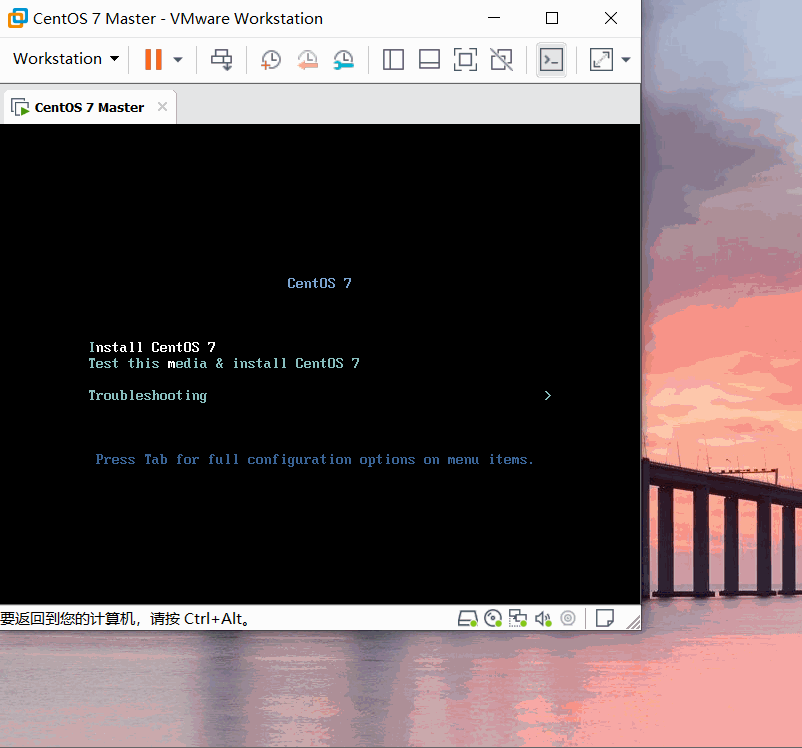 CentOS 7 Master - VMware Workstation
Workstation
CentOS 7 Master
CentOS 7
Install CentOS 7
Test this media & install CentOS 7
Troubleshooting >
Press Tab for full configuration options on menu items.
要返回到您的计算机，请按 Ctrl+Alt。